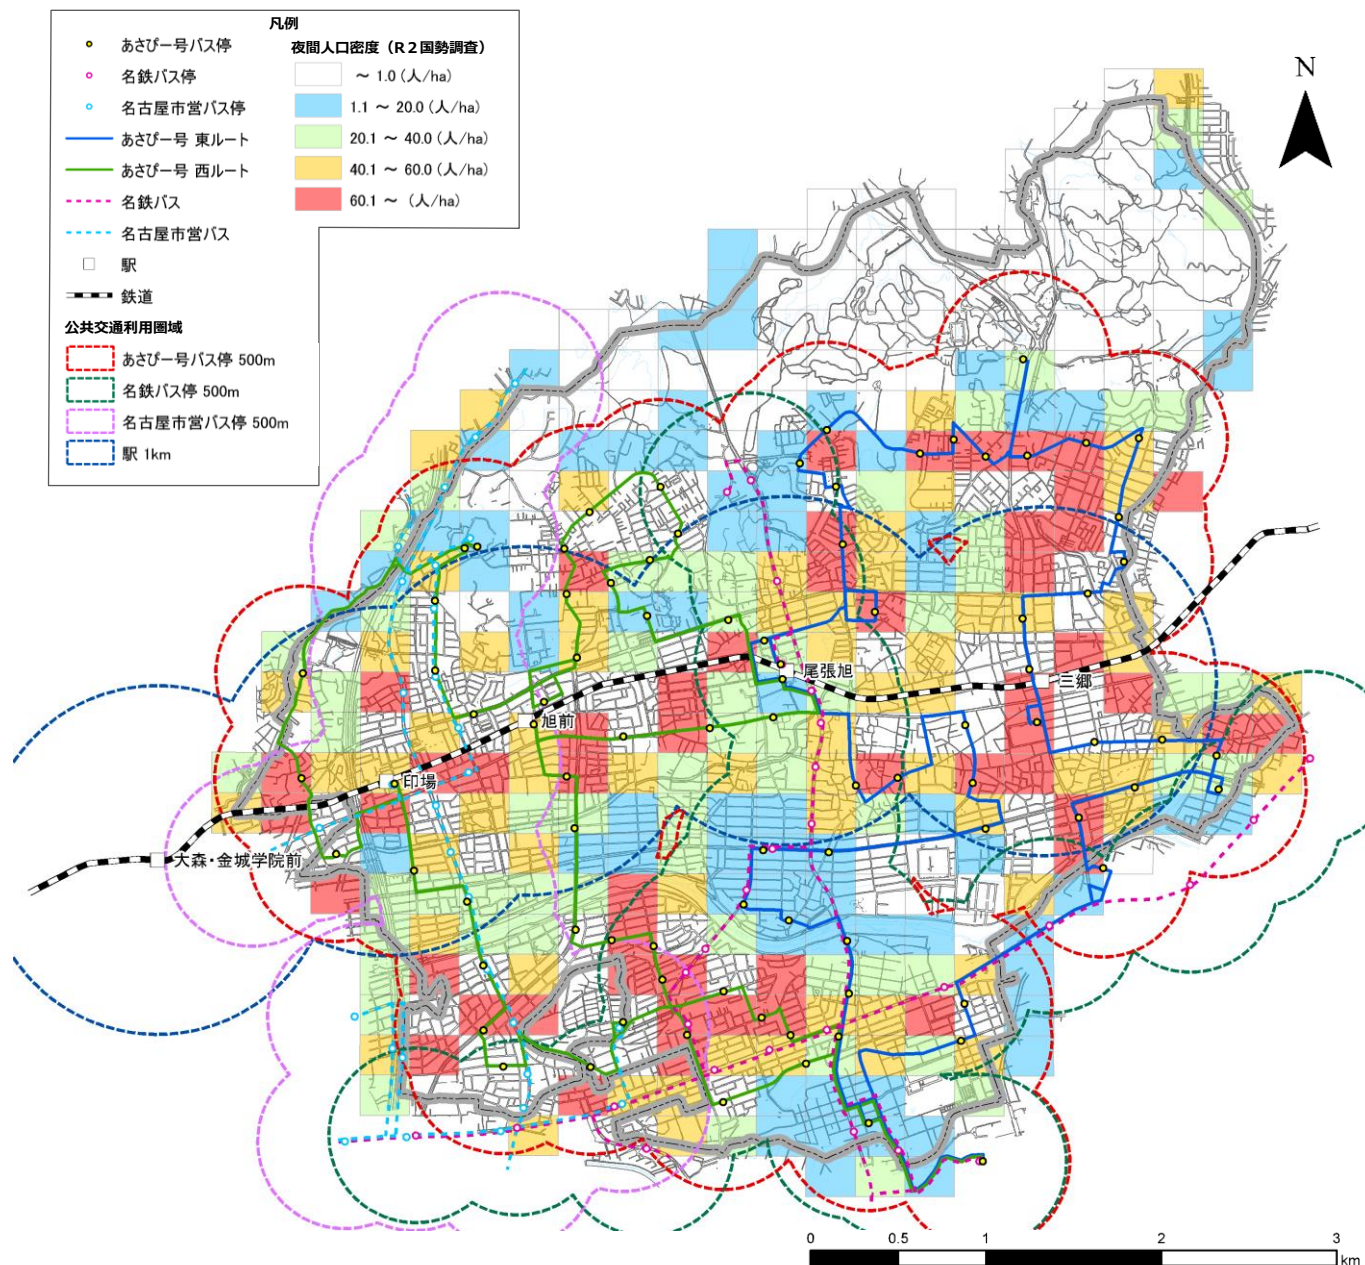 凡例
あさぴー号バス停
名鉄バス停
名古屋市営バス停
あさぴー号 東ルート
あさぴー号 西ルート
名鉄バス
名古屋市営バス
駅
鉄道
夜間人口密度（R２国勢調査）
～ 1.0 (人/ha)
1.1 ～ 20.0 (人/ha)
20.1 ～ 40.0 (人/ha)
40.1 ～ 60.0 (人/ha)
60.1 ～ (人/ha)
公共交通利用圏域
あさぴー号バス停 500m
名鉄バス停 500m
名古屋市営バス停 500m
駅 1km
N
尾張旭
三郷
旭前
印場
大森・金城学院前
0 0.5 1 2 3
km